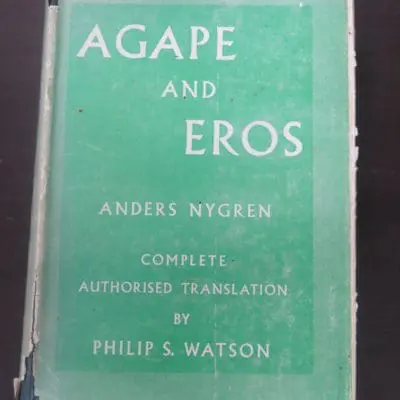 AGAPE
AND
EROS
ANDERS NYGREN
COMPLETE
AUTHORISED TRANSLATION
BY
PHILIP S. WATSON